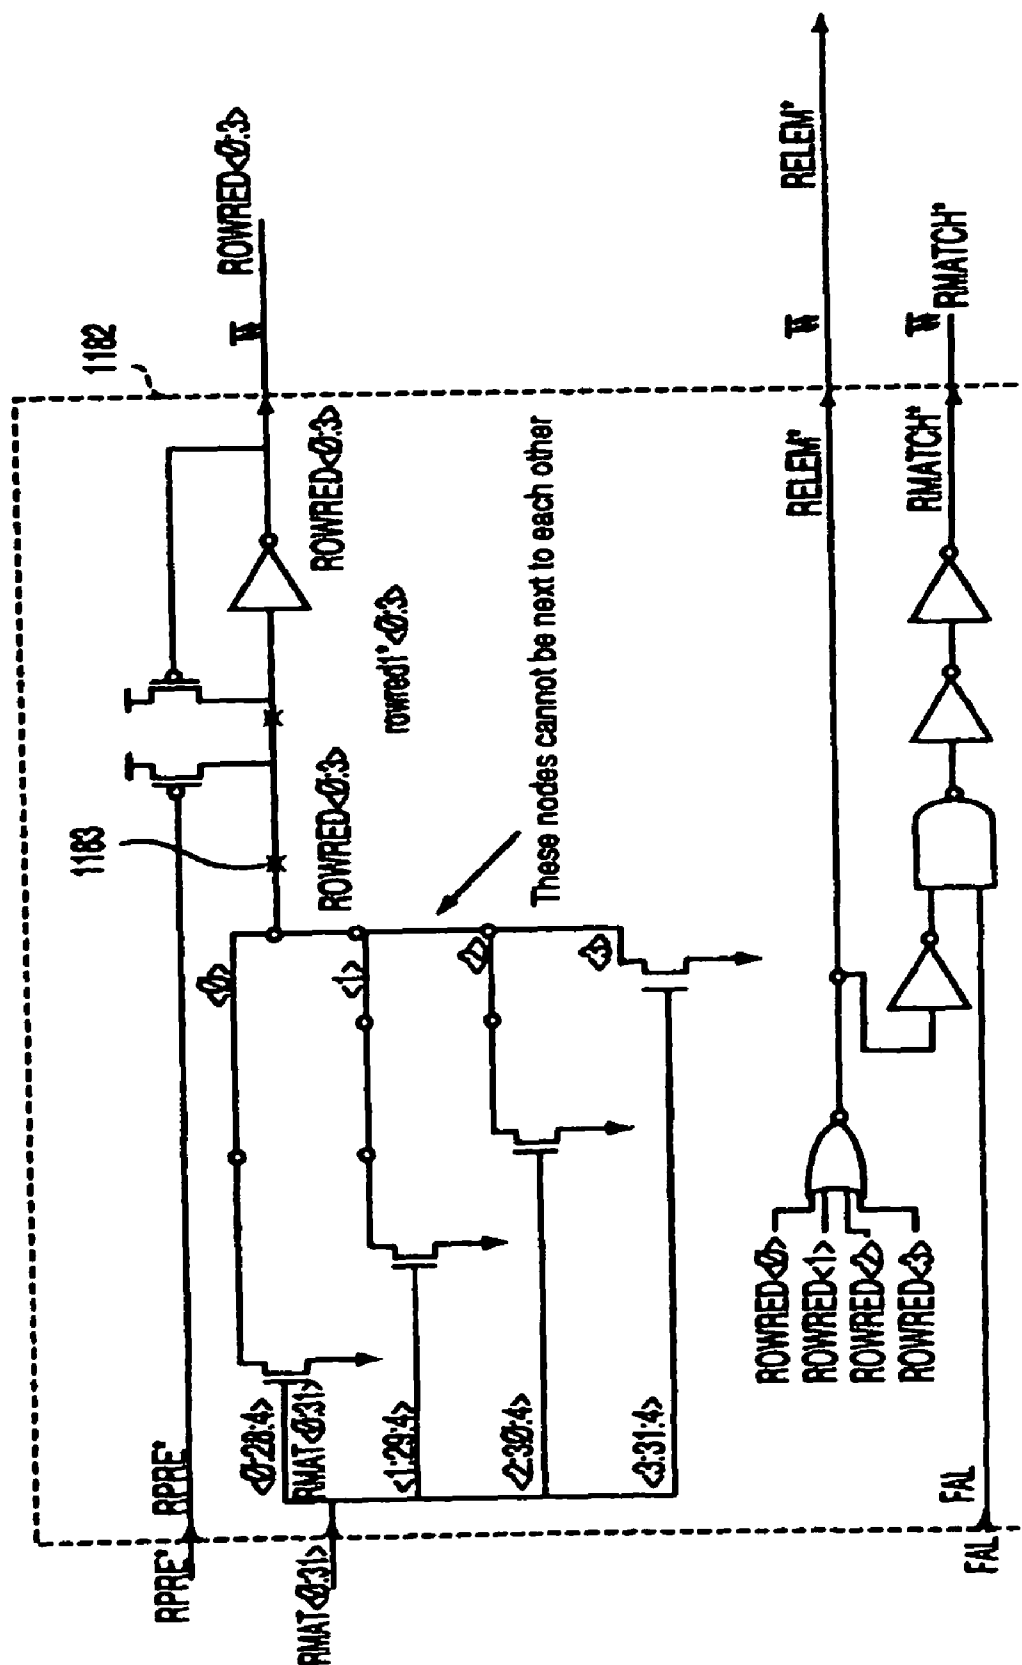 1182
1183
RPRE*
RPRE*
RMAT<0:31>
<0:28:4>
RMAT<0:31>
<1:29:4>
<2:30:4>
<3:31:4>
<0>
<1>
<2>
<3>
ROWRED<0:3>
rowred1*<0:3>
ROWRED<0:3>
ROWRED<0:3>
These nodes cannot be next to each other
ROWRED<0>
ROWRED<1>
ROWRED<2>
ROWRED<3>
RELEM*
RELEM*
FAL
FAL
RMATCH*
RMATCH*